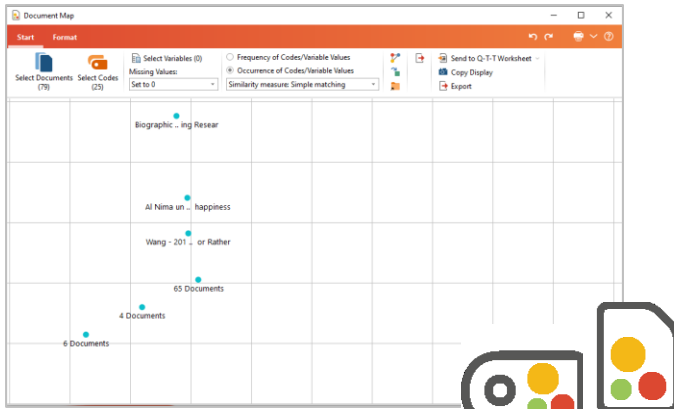 Document Map
Start Format
Select Documents (79)
Select Codes (25)
Select Variables (0)
Missing Values:
Set to 0
Frequency of Codes/Variable Values
Occurrence of Codes/Variable Values
Similarity measure: Simple matching
Send to Q-T-T Worksheet
Copy Display
Export
Biographic .. ing Resear
Al Nima un .. happiness
Wang - 201 .. or Rather
65 Documents
4 Documents
6 Documents